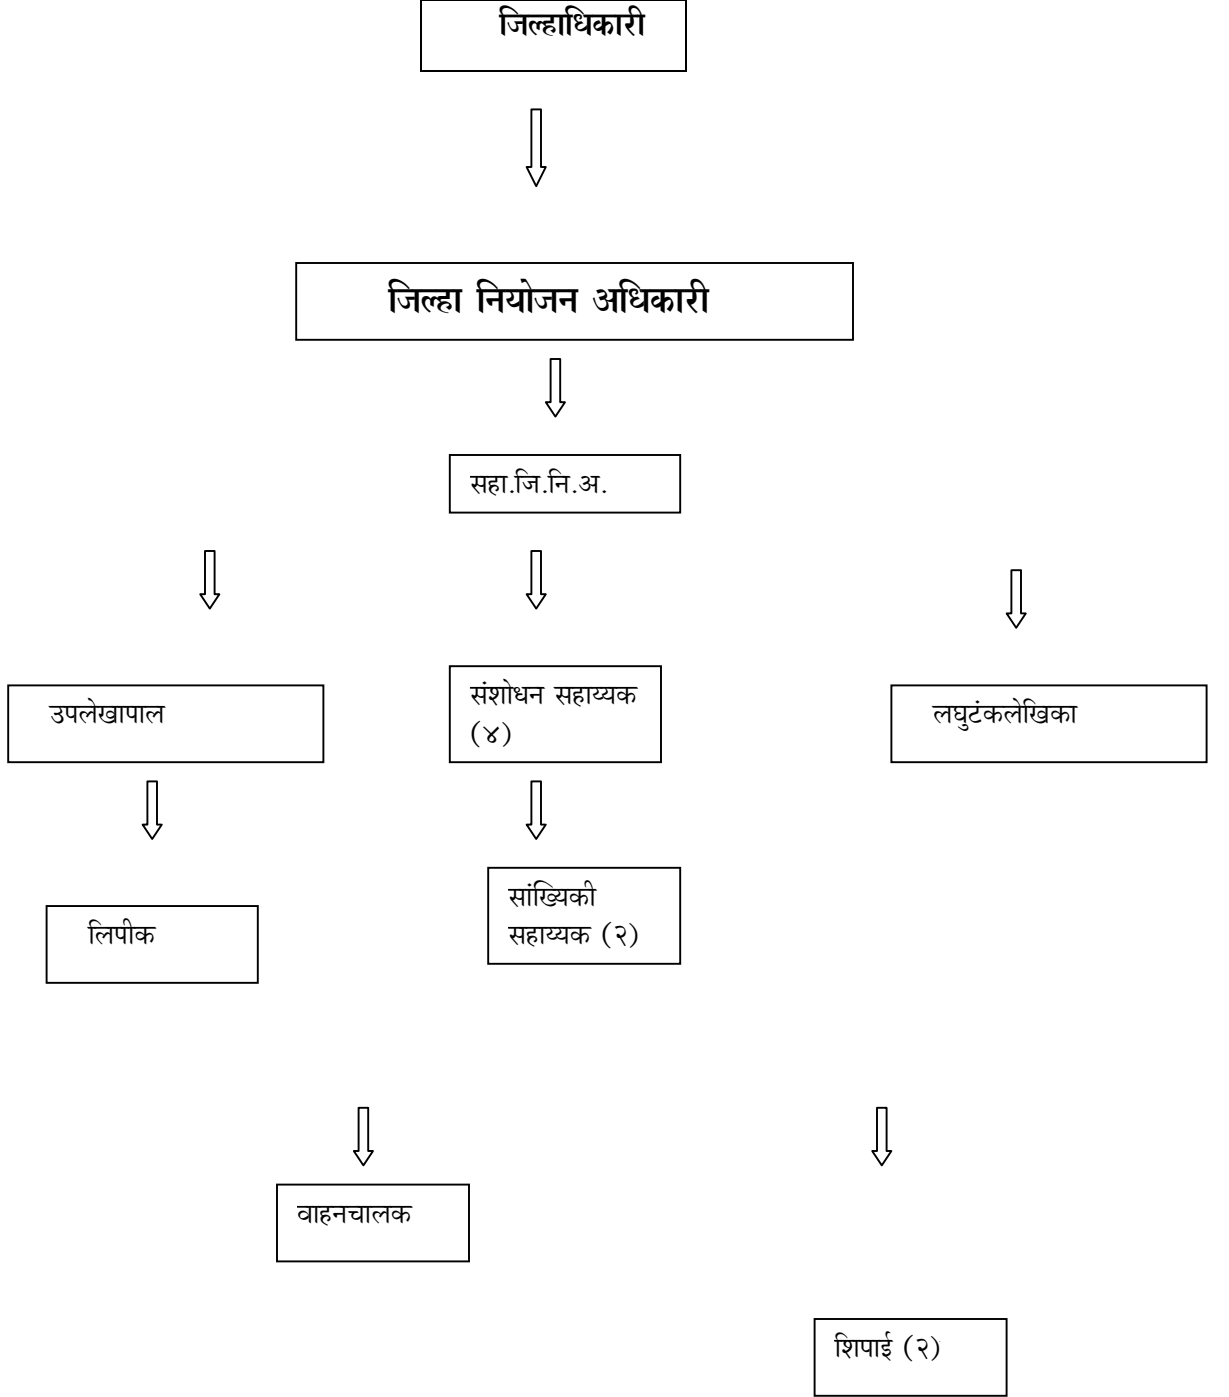 जिल्हाधिकारी
जिल्हा नियोजन अधिकारी
सहा.जि.नि.अ.
उपलेखापाल
संशोधन सहाय्यक
(४)
लघुटंकलेखिका
लिपीक
सांख्यिकी
सहाय्यक (२)
वाहनचालक
शिपाई (२)